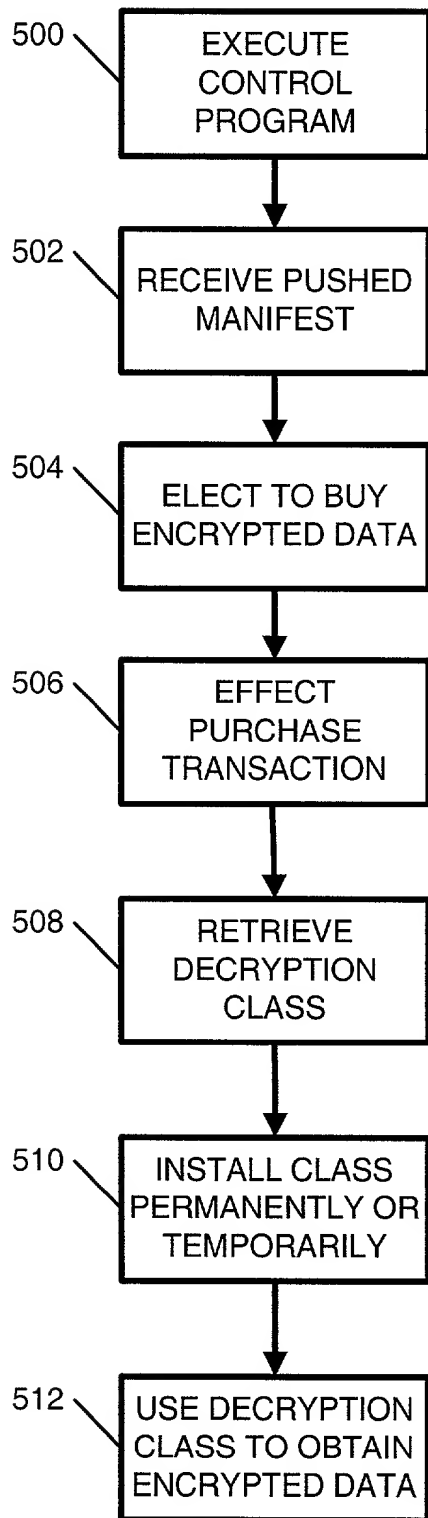 500
EXECUTE
CONTROL
PROGRAM
502
RECEIVE PUSHED
MANIFEST
504
ELECT TO BUY
ENCRYPTED DATA
506
EFFECT
PURCHASE
TRANSACTION
508
RETRIEVE
DECRYPTION
CLASS
510
INSTALL CLASS
PERMANENTLY OR
TEMPORARILY
512
USE DECRYPTION
CLASS TO OBTAIN
ENCRYPTED DATA